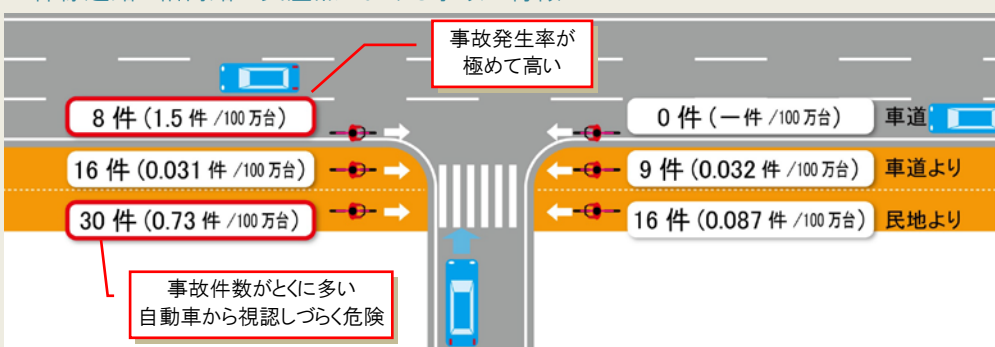 事故発生率が
極めて高い
8 件 (1.5 件 /100 万台)
0 件 (ー件 /100 万台)
車道
16 件 (0.031 件 /100 万台)
9 件 (0.032 件 /100 万台)
車道より
30 件 (0.73 件 /100 万台)
16 件 (0.087 件 /100 万台)
民地より
事故件数がとくに多い
自動車から視認しづらく危険